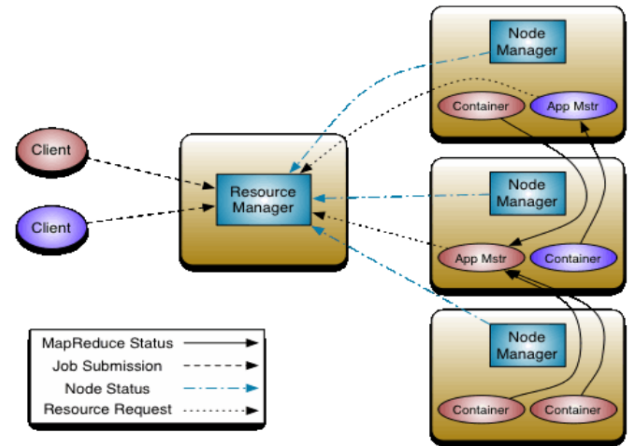 Node
Manager
Container
App Mstr
Client
Resource
Manager
Node
Manager
Client
App Mstr
Container
Node
Manager
MapReduce Status
Job Submission
Node Status
Resource Request
Container
Container